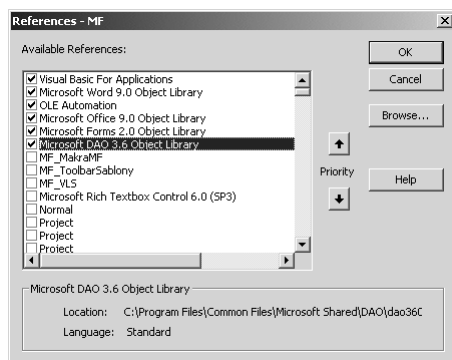 References - MF
Available References:
Visual Basic For Applications
Microsoft Word 9.0 Object Library
OLE Automation
Microsoft Office 9.0 Object Library
Microsoft Forms 2.0 Object Library
Microsoft DAO 3.6 Object Library
MF_MakraMF
MF_ToolbarSablony
MF_VLS
Microsoft Rich Textbox Control 6.0 (SP3)
Normal
Project
Project
Project
OK
Cancel
Browse...
Priority
Help
Microsoft DAO 3.6 Object Library
Location: C:\Program Files\Common Files\Microsoft Shared\DAO\dao360
Language: Standard